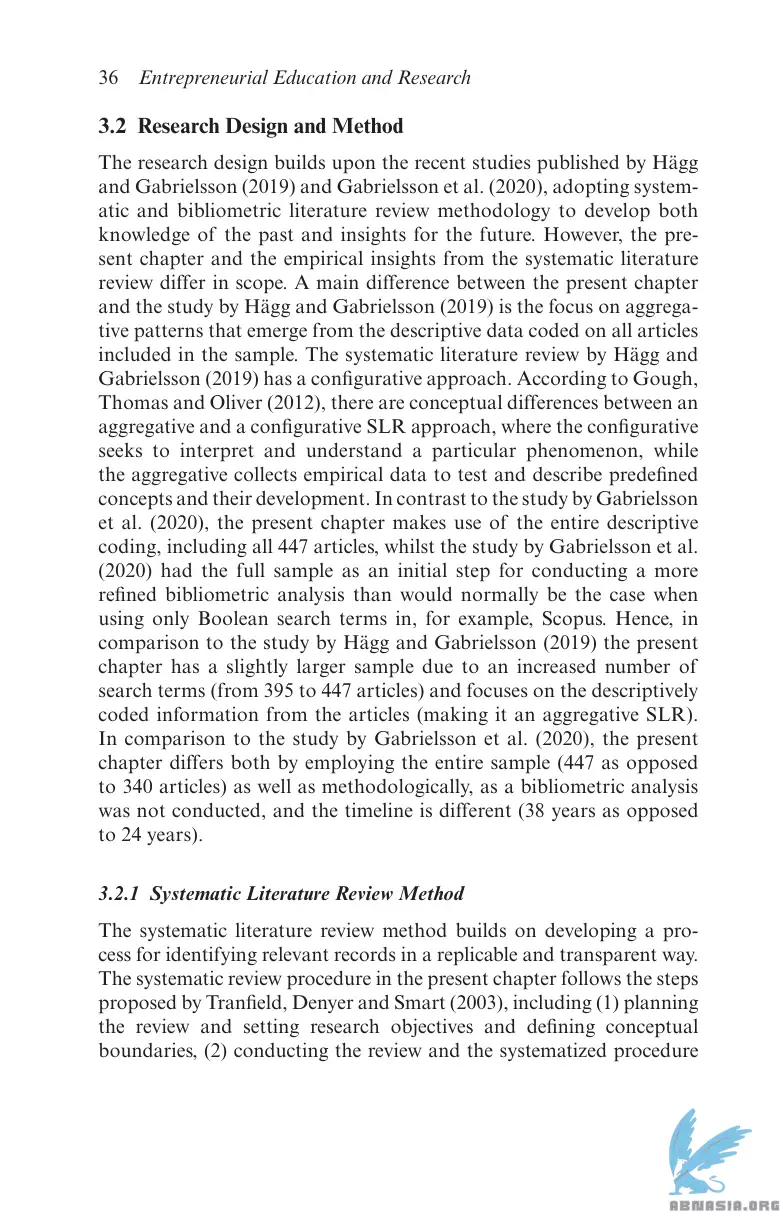 36 Entrepreneurial Education and Research
3.2 Research Design and Method
The research design builds upon the recent studies published by Hägg
and Gabrielsson (2019) and Gabrielsson et al. (2020), adopting system-
atic and bibliometric literature review methodology to develop both
knowledge of the past and insights for the future. However, the pre-
sent chapter and the empirical insights from the systematic literature
review differ in scope. A main difference between the present chapter
and the study by Hägg and Gabrielsson (2019) is the focus on aggrega-
tive patterns that emerge from the descriptive data coded on all articles
included in the sample. The systematic literature review by Hägg and
Gabrielsson (2019) has a configurative approach. According to Gough,
Thomas and Oliver (2012), there are conceptual differences between an
aggregative and a configurative SLR approach, where the configurative
seeks to interpret and understand a particular phenomenon, while
the aggregative collects empirical data to test and describe predefined
concepts and their development. In contrast to the study by Gabrielsson
et al. (2020), the present chapter makes use of the entire descriptive
coding, including all 447 articles, whilst the study by Gabrielsson et al.
(2020) had the full sample as an initial step for conducting a more
refined bibliometric analysis than would normally be the case when
using only Boolean search terms in, for example, Scopus. Hence, in
comparison to the study by Hägg and Gabrielsson (2019) the present
chapter has a slightly larger sample due to an increased number of
search terms (from 395 to 447 articles) and focuses on the descriptively
coded information from the articles (making it an aggregative SLR).
In comparison to the study by Gabrielsson et al. (2020), the present
chapter differs both by employing the entire sample (447 as opposed
to 340 articles) as well as methodologically, as a bibliometric analysis
was not conducted, and the timeline is different (38 years as opposed
to 24 years).
3.2.1 Systematic Literature Review Method
The systematic literature review method builds on developing a pro-
cess for identifying relevant records in a replicable and transparent way.
The systematic review procedure in the present chapter follows the steps
proposed by Tranfield, Denyer and Smart (2003), including (1) planning
the review and setting research objectives and defining conceptual
boundaries, (2) conducting the review and the systematized procedure
ABNASIA.ORG